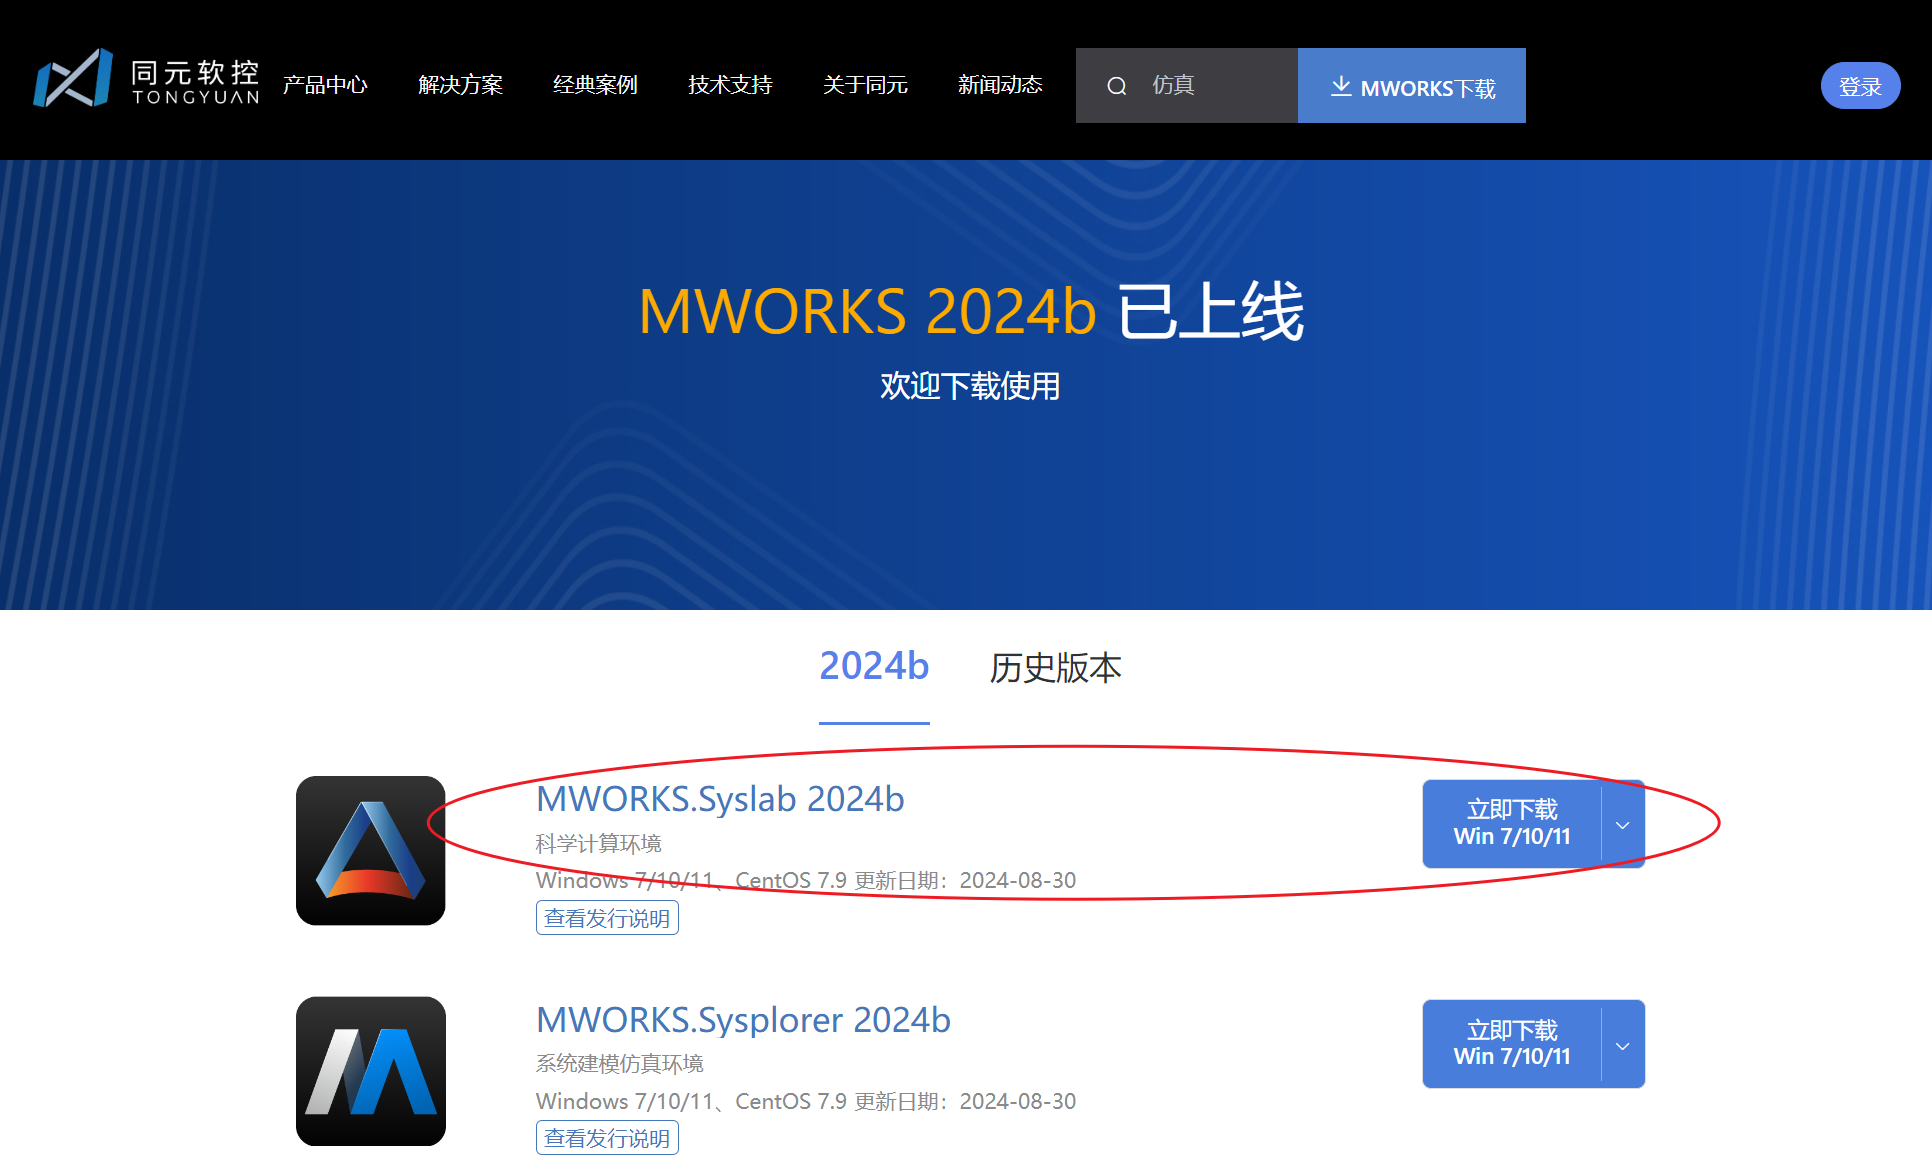 同元软控
TONGYUAN
产品中心 解决方案 经典案例 技术支持 关于同元 新闻动态 仿真 MWORKS下载 登录
MWORKS 2024b 已上线
欢迎下载使用
2024b 历史版本
MWORKS.Syslab 2024b
科学计算环境
Windows 7/10/11、CentOS 7.9 更新日期：2024-08-30
查看发行说明
立即下载
Win 7/10/11
MWORKS.Sysplorer 2024b
系统建模仿真环境
Windows 7/10/11、CentOS 7.9 更新日期：2024-08-30
查看发行说明
立即下载
Win 7/10/11